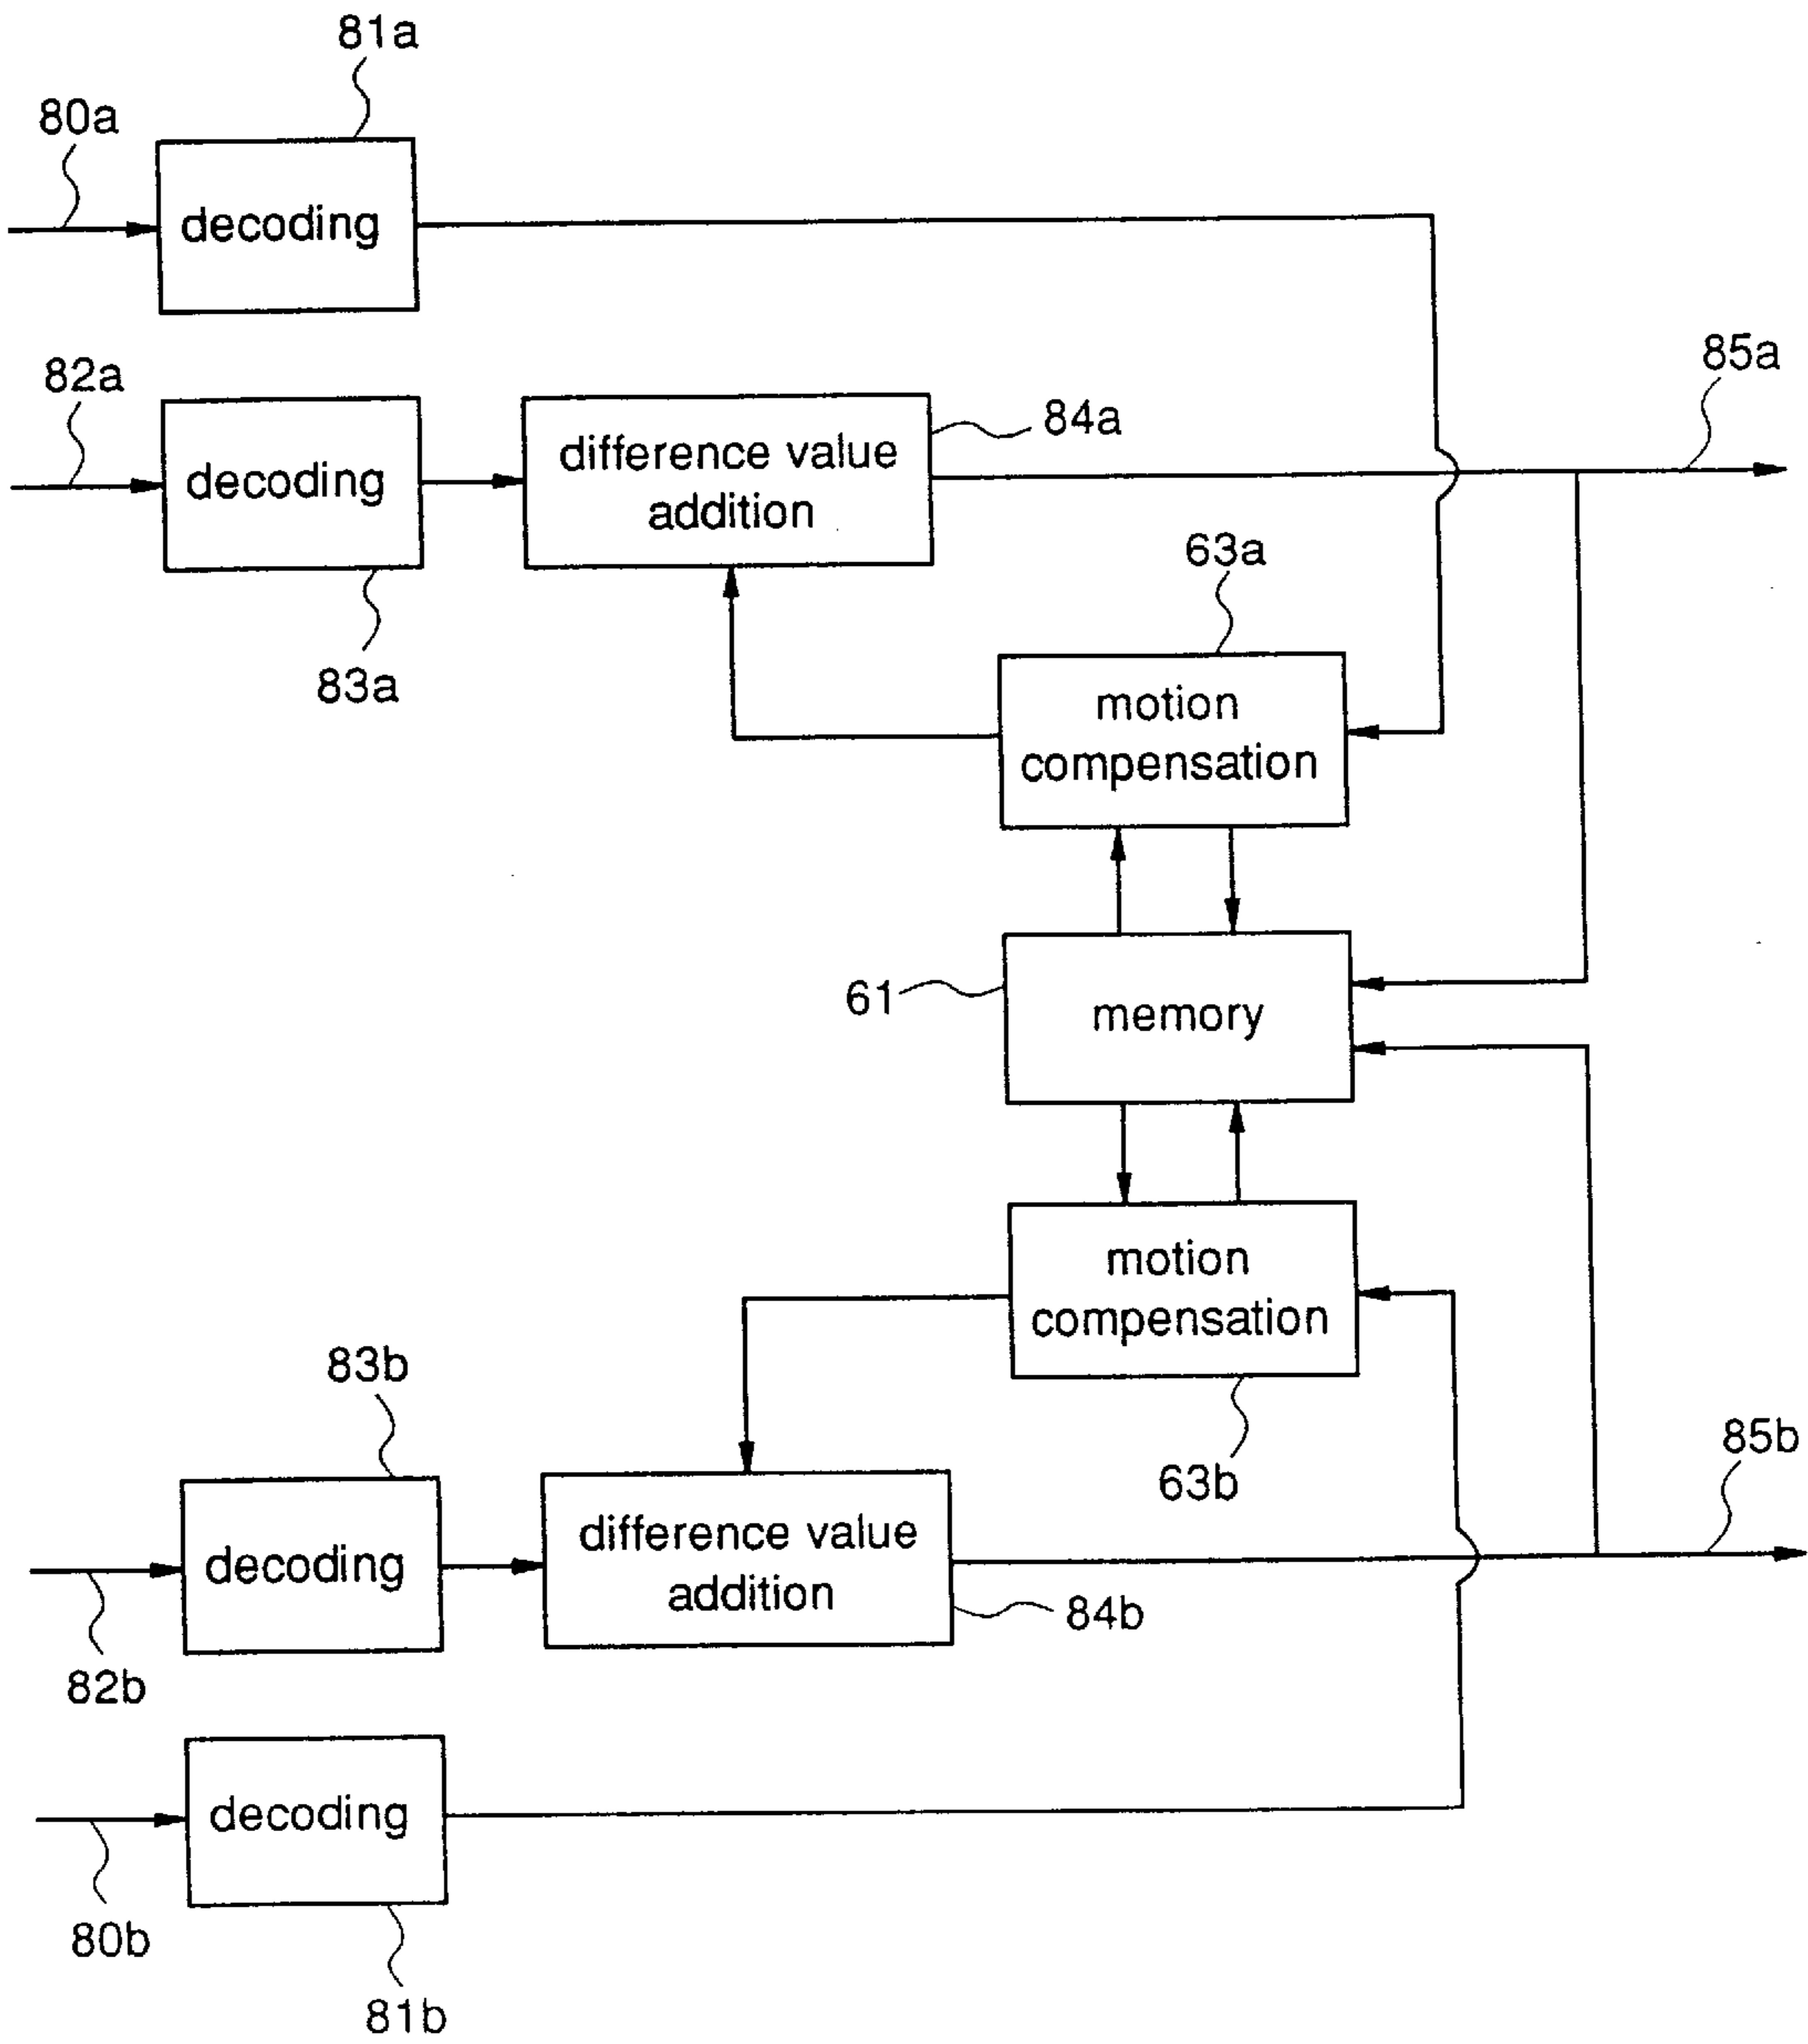 81a
80a
decoding
82a
85a
decoding
difference value
addition
84a
83a
63a
motion
compensation
61
memory
motion
compensation
83b
63b
85b
decoding
difference value
addition
84b
82b
decoding
80b
81b